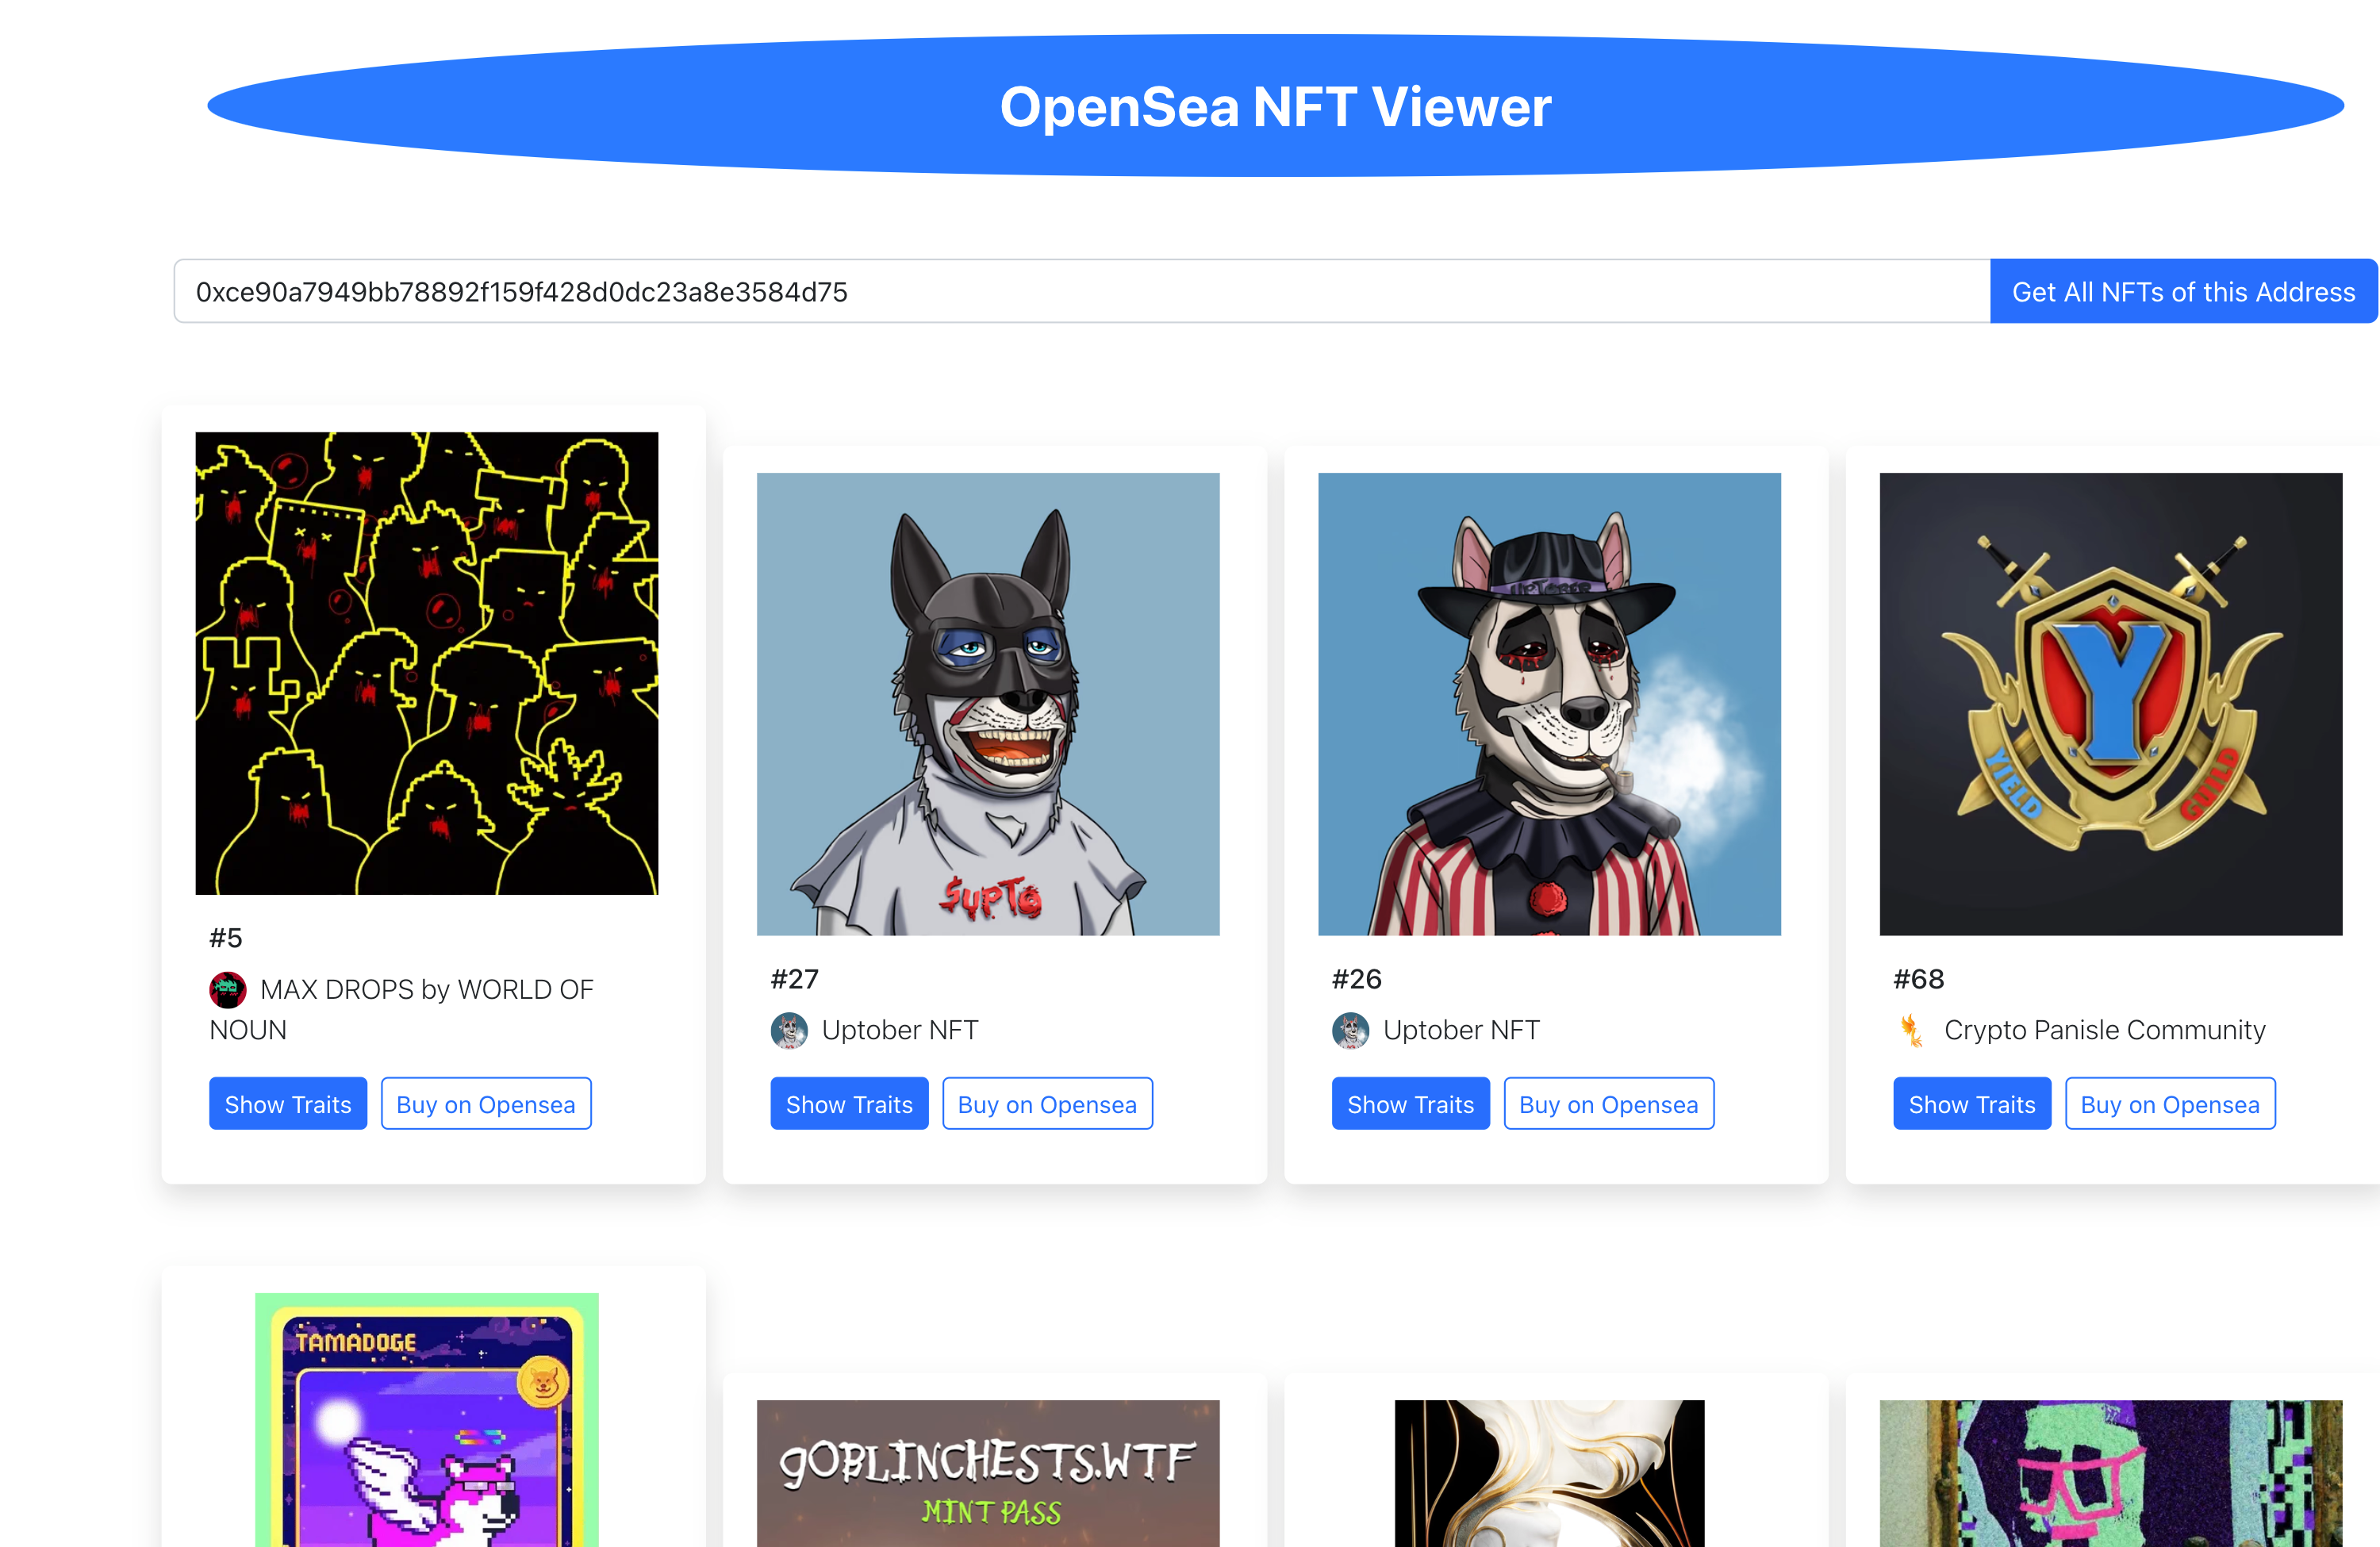 OpenSea NFT Viewer
0xce90a7949bb78892f159f428d0dc23a8e3584d75
Get All NFTs of this Address
UPTOBER
$UPTO
Y
YIELD
GUILD
#5
MAX DROPS by WORLD OF
NOUN
#27
Uptober NFT
#26
Uptober NFT
#68
Crypto Panisle Community
Show Traits
Buy on Opensea
Show Traits
Buy on Opensea
Show Traits
Buy on Opensea
Show Traits
Buy on Opensea
TAMADOGE
gOBLINCHESTS.WTF
MINT PASS